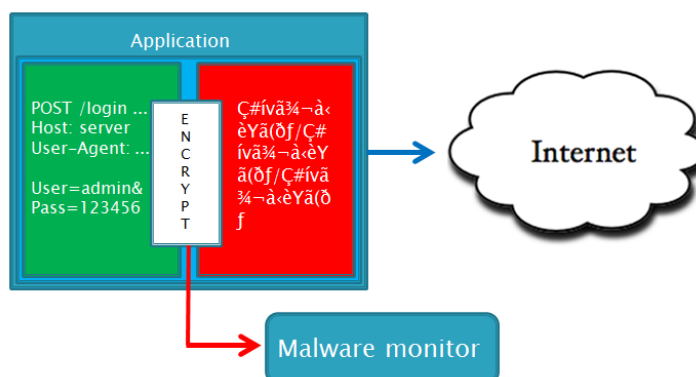 Application
POST /login ...
Host: server
User-Agent: ...
User=admin&
Pass=123456
E
N
C
R
Y
P
T
Ç#ívã¾¬à‹
èYã(ðƒ/Ç#
ívã¾¬à‹èY
ã(ðƒ/Ç#ívã
¾¬à‹èYã(ð
ƒ
Internet
Malware monitor